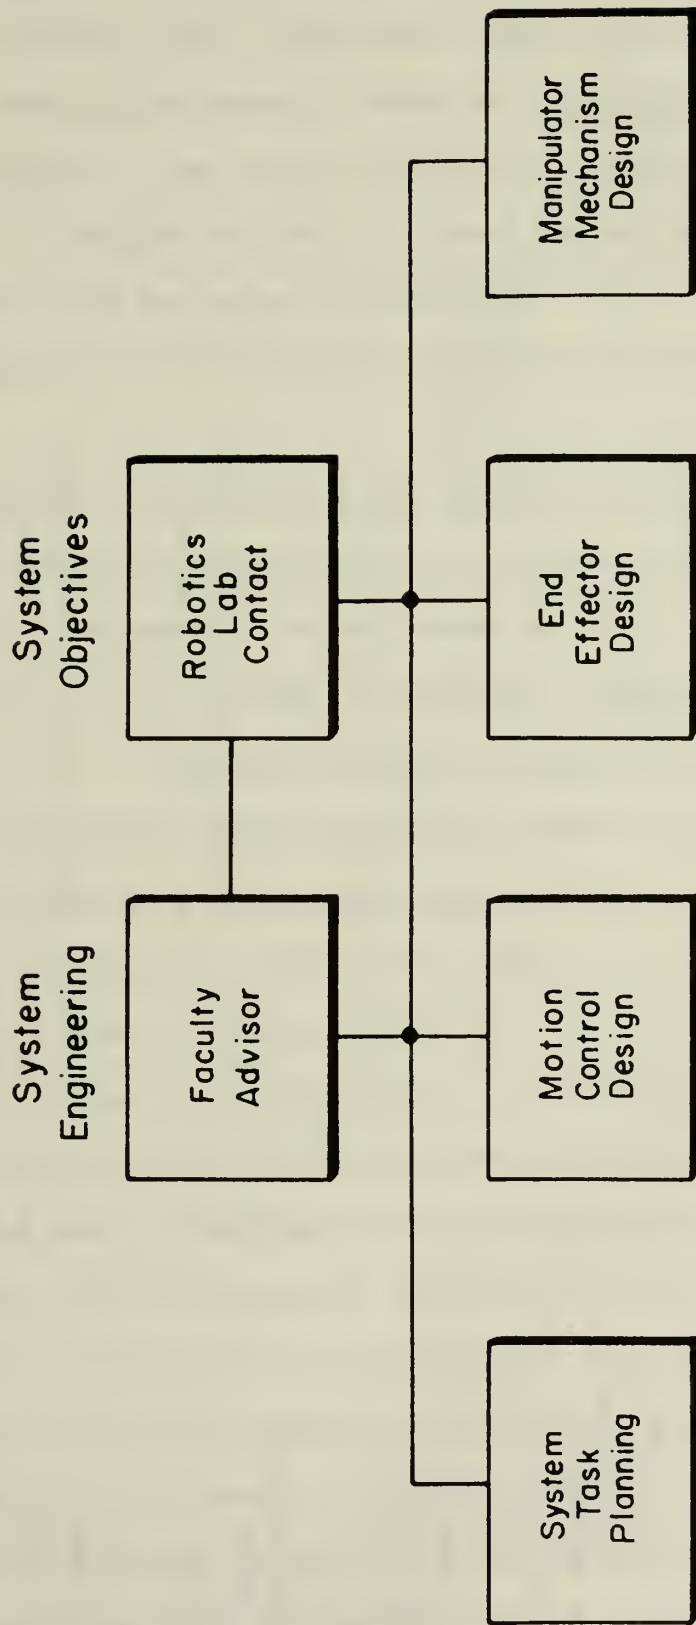 System
Engineering
System
Objectives
Faculty
Advisor
Robotics
Lab
Contact
System
Task
Planning
Motion
Control
Design
End
Effector
Design
Manipulator
Mechanism
Design